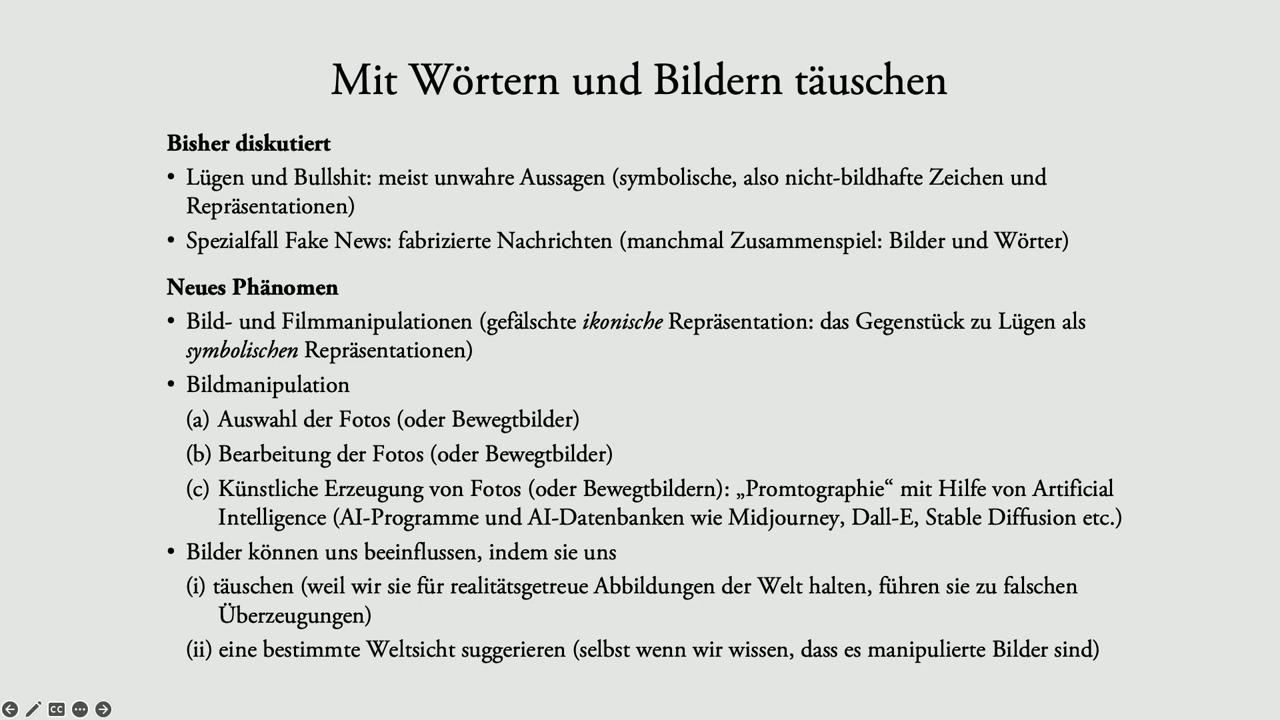 Mit Wörtern und Bildern täuschen
Bisher diskutiert
• Lügen und Bullshit: meist unwahre Aussagen (symbolische, also nicht-bildhafte Zeichen und
Repräsentationen)
• Spezialfall Fake News: fabrizierte Nachrichten (manchmal Zusammenspiel: Bilder und Wörter)
Neues Phänomen
• Bild- und Filmmanipulationen (gefälschte ikonische Repräsentation: das Gegenstück zu Lügen als
symbolischen Repräsentationen)
• Bildmanipulation
(a) Auswahl der Fotos (oder Bewegtbilder)
(b) Bearbeitung der Fotos (oder Bewegtbilder)
(c) Künstliche Erzeugung von Fotos (oder Bewegtbildern): „Promtographie“ mit Hilfe von Artificial
Intelligence (AI-Programme und AI-Datenbanken wie Midjourney, Dall-E, Stable Diffusion etc.)
• Bilder können uns beeinflussen, indem sie uns
(i) täuschen (weil wir sie für realitätsgetreue Abbildungen der Welt halten, führen sie zu falschen
Überzeugungen)
(ii) eine bestimmte Weltsicht suggerieren (selbst wenn wir wissen, dass es manipulierte Bilder sind)
CC